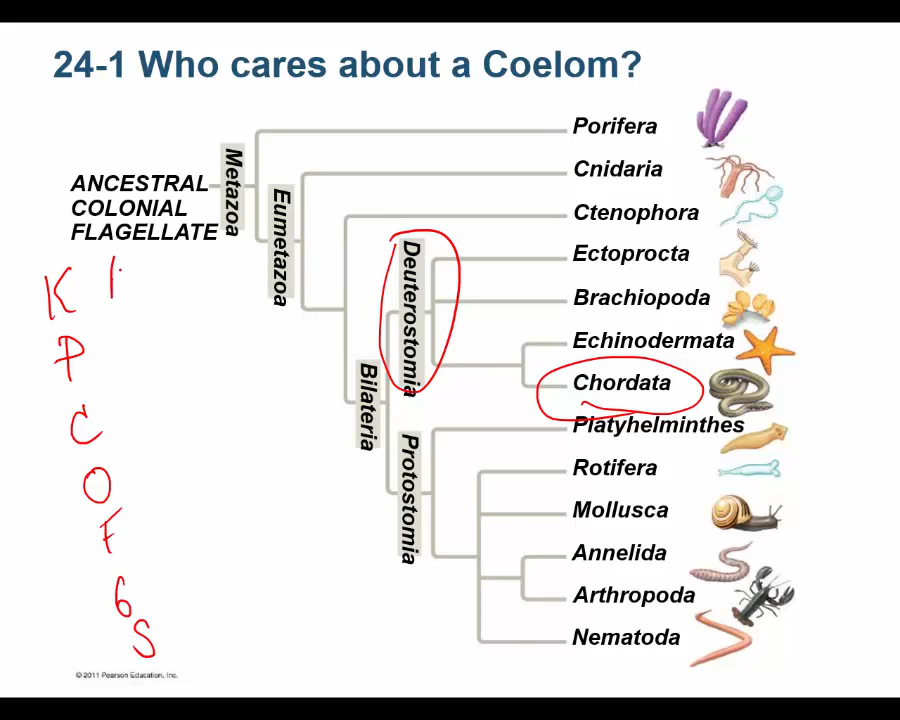 24-1 Who cares about a Coelom?
Porifera
Cnidaria
Ctenophora
Ectoprocta
Brachiopoda
Echinodermata
Chordata
Platyhelminthes
Rotifera
Mollusca
Annelida
Arthropoda
Nematoda
ANCESTRAL
COLONIAL
FLAGELLATE
Metazoa
Eumetazoa
Bilateria
Deuterostomia
Protostomia
K
P
C
O
F
G
S
© 2011 Pearson Education, Inc.